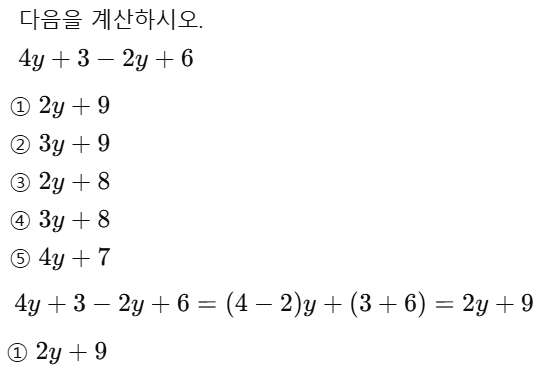 다음을 계산하시오.
4y + 3 − 2y + 6
① 2y + 9
② 3y + 9
③ 2y + 8
④ 3y + 8
⑤ 4y + 7
4y + 3 − 2y + 6 = (4 − 2)y + (3 + 6) = 2y + 9
① 2y + 9